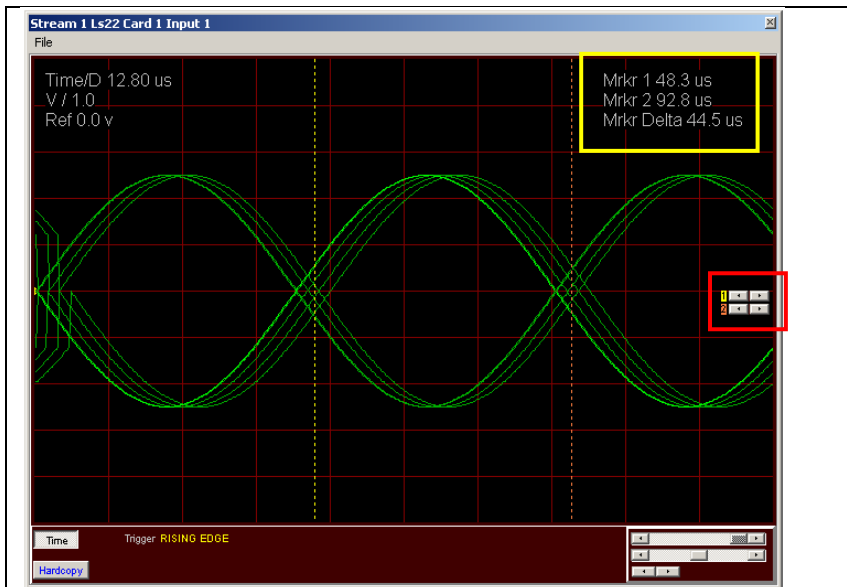 Stream 1 Ls22 Card 1 Input 1
File
Time/D 12.80 us
V / 1.0
Ref 0.0 v
Mrkr 1 48.3 us
Mrkr 2 92.8 us
Mrkr Delta 44.5 us
1
2
Time
Trigger RISING EDGE
Hardcopy